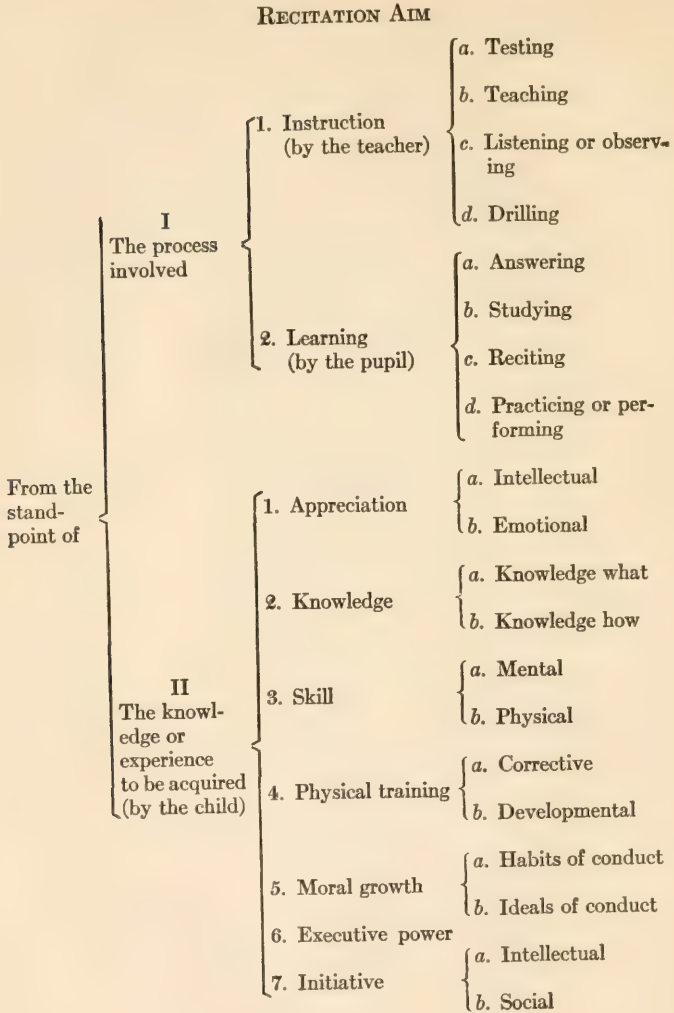 RECITATION AIM
From the
stand-
point of
I
The process
involved
1. Instruction
(by the teacher)
a. Testing
b. Teaching
c. Listening or observ-
ing
d. Drilling
2. Learning
(by the pupil)
a. Answering
b. Studying
c. Reciting
d. Practicing or per-
forming
II
The knowl-
edge or
experience
to be acquired
(by the child)
1. Appreciation
a. Intellectual
b. Emotional
2. Knowledge
a. Knowledge what
b. Knowledge how
3. Skill
a. Mental
b. Physical
4. Physical training
a. Corrective
b. Developmental
5. Moral growth
a. Habits of conduct
b. Ideals of conduct
6. Executive power
7. Initiative
a. Intellectual
b. Social